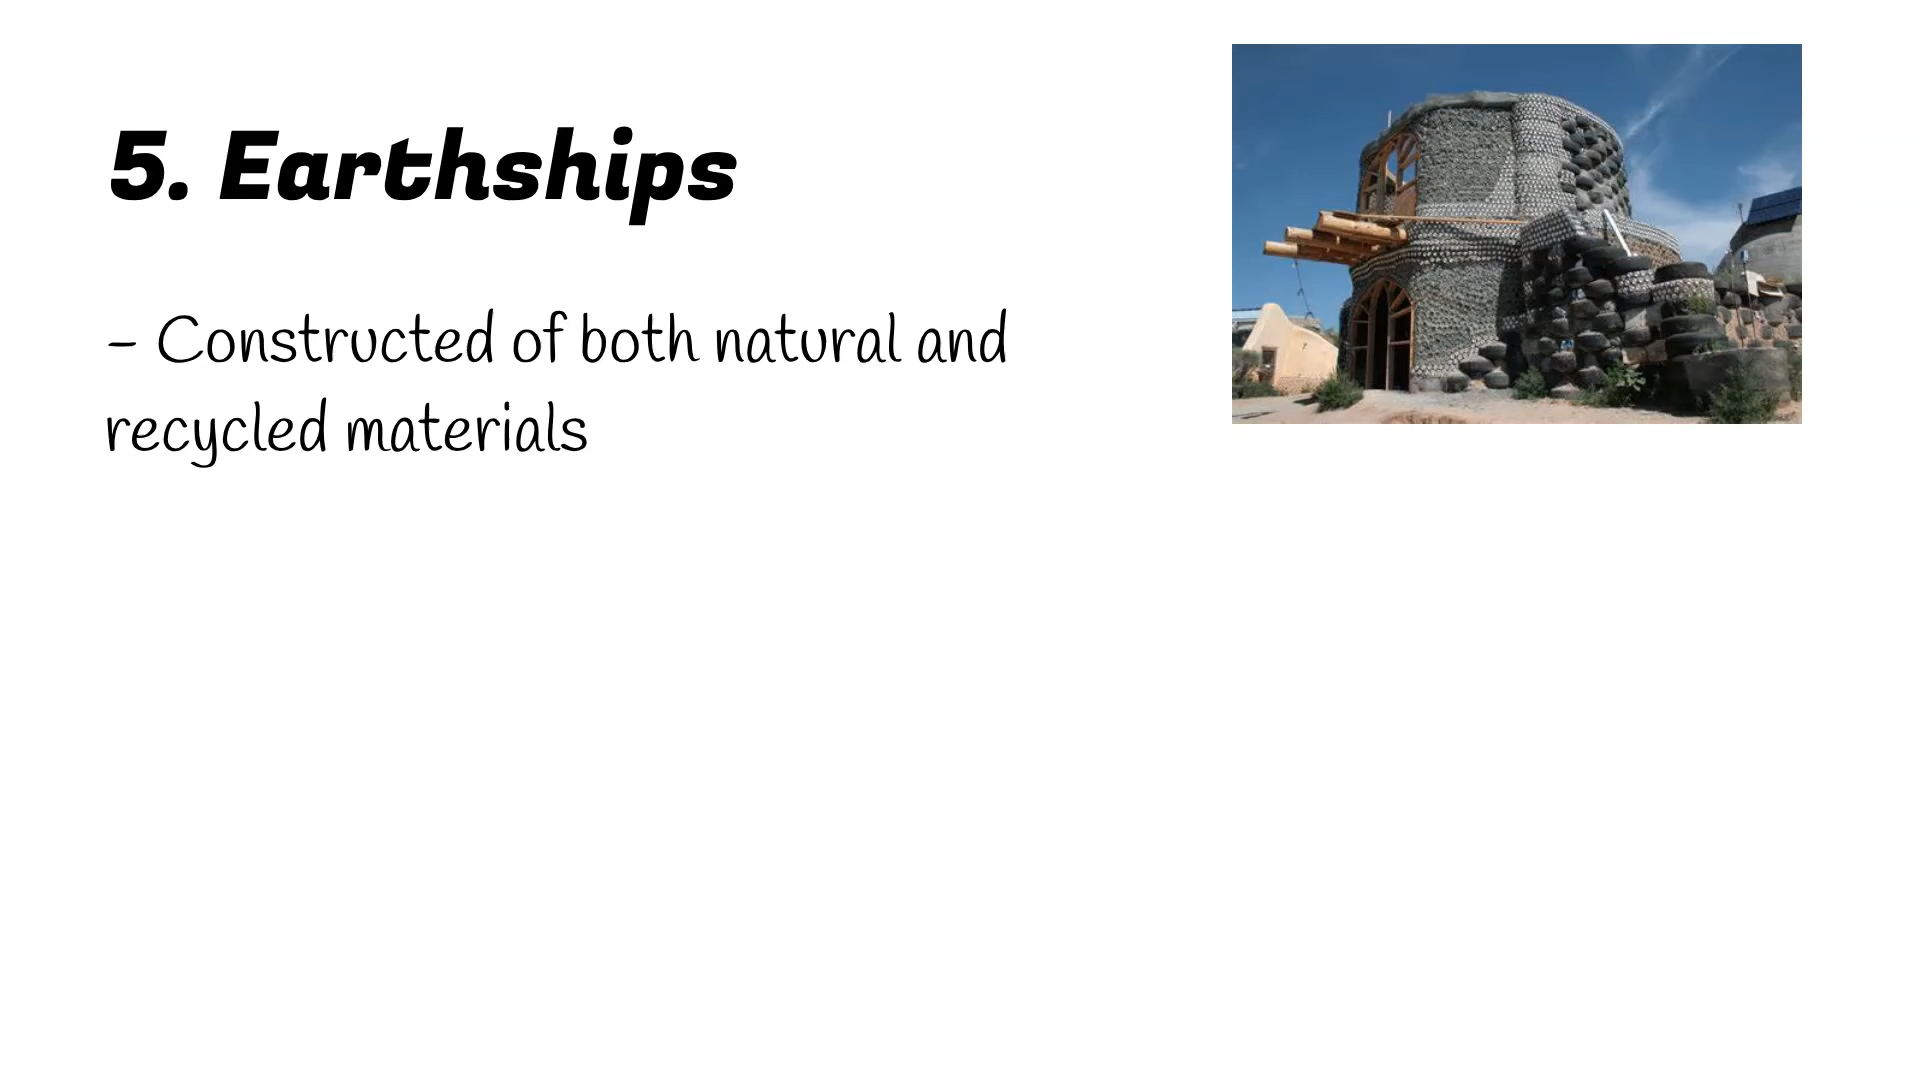 5. Earthships
- Constructed of both natural and
recycled materials